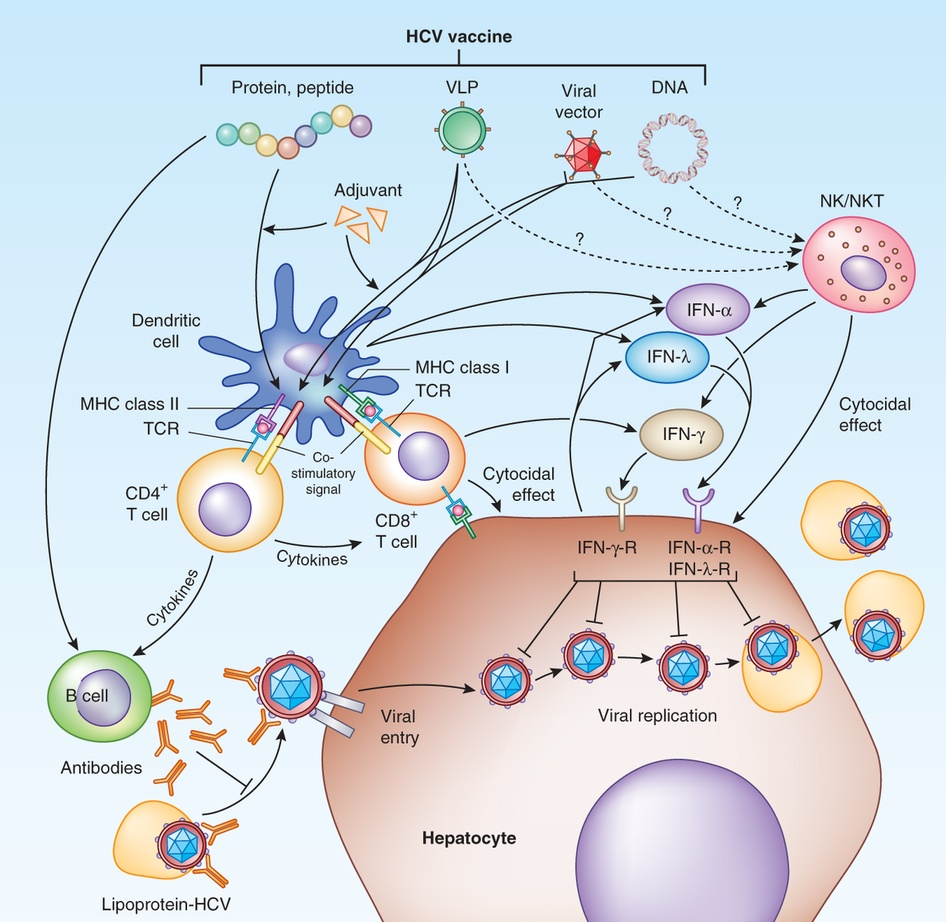 HCV vaccine
Protein, peptide
VLP
Viral
vector
DNA
Adjuvant
?
?
?
NK/NKT
Dendritic
cell
IFN-α
IFN-λ
MHC class I
TCR
MHC class II
TCR
IFN-γ
Cytocidal
effect
Co-
stimulatory
signal
CD4+
T cell
Cytocidal
effect
CD8+
T cell
Cytokines
IFN-γ-R
IFN-α-R
IFN-λ-R
Cytokines
B cell
Viral
entry
Viral replication
Antibodies
Hepatocyte
Lipoprotein-HCV